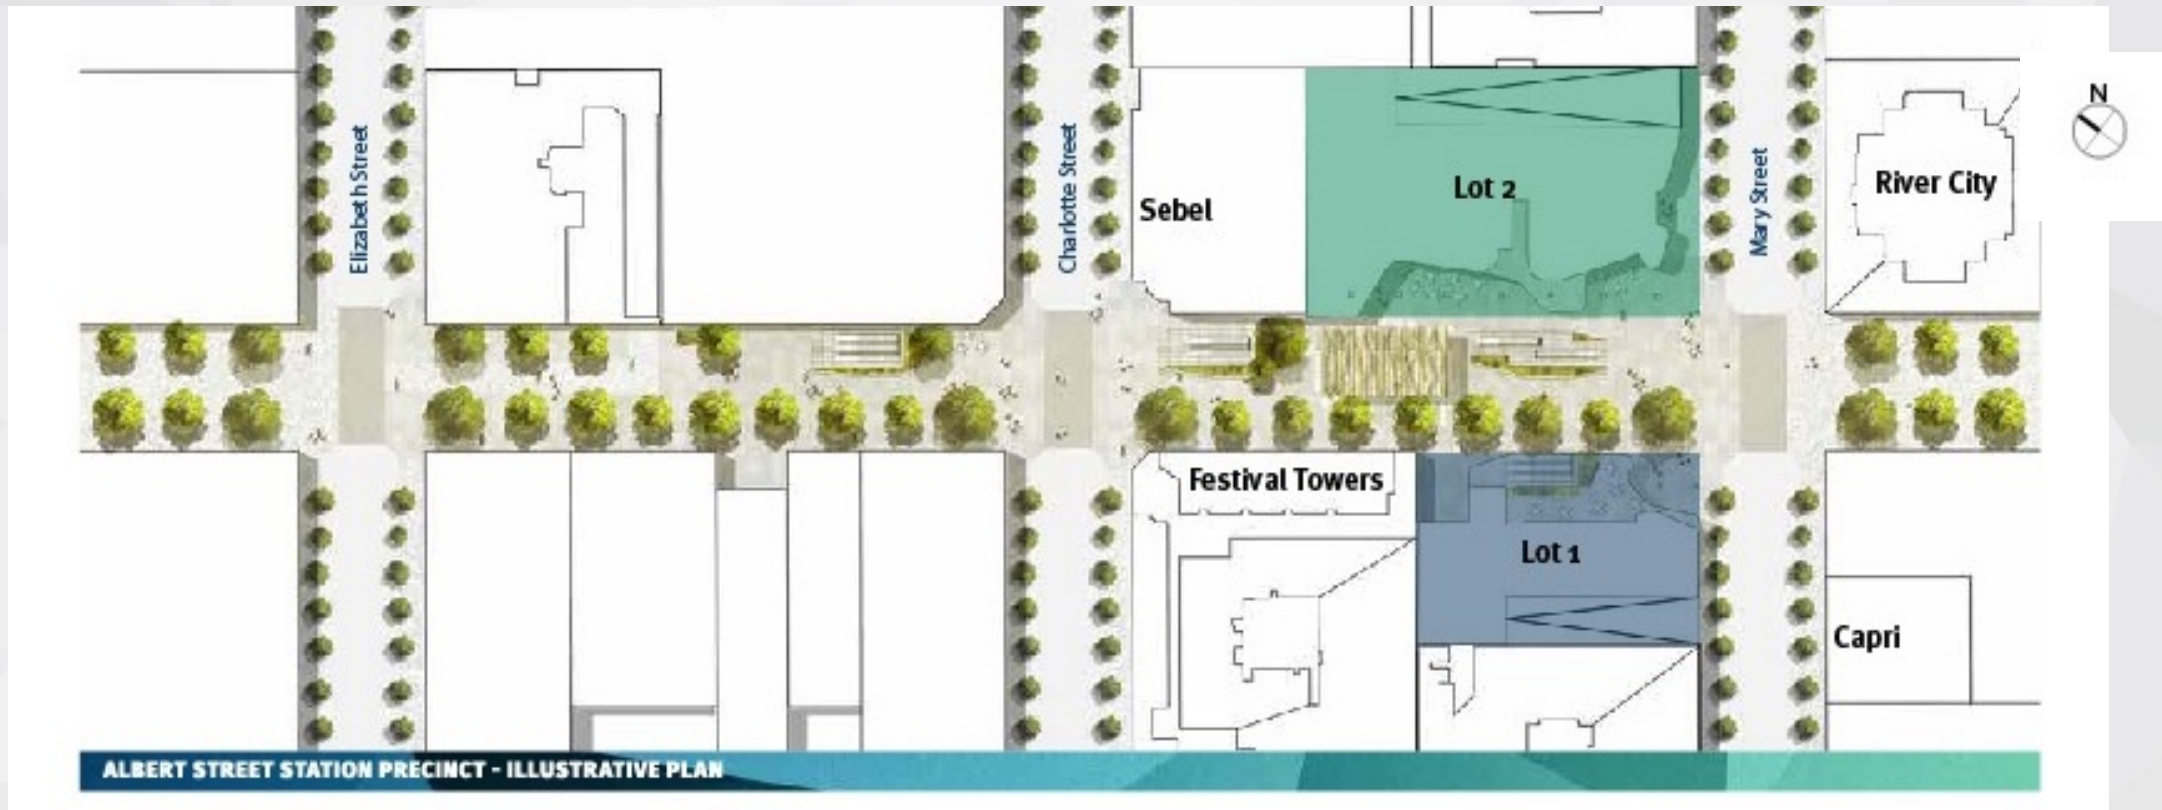 N
Elizabeth Street
Charlotte Street
Mary Street
Sebel
Lot 2
River City
Festival Towers
Lot 1
Capri
ALBERT STREET STATION PRECINCT - ILLUSTRATIVE PLAN